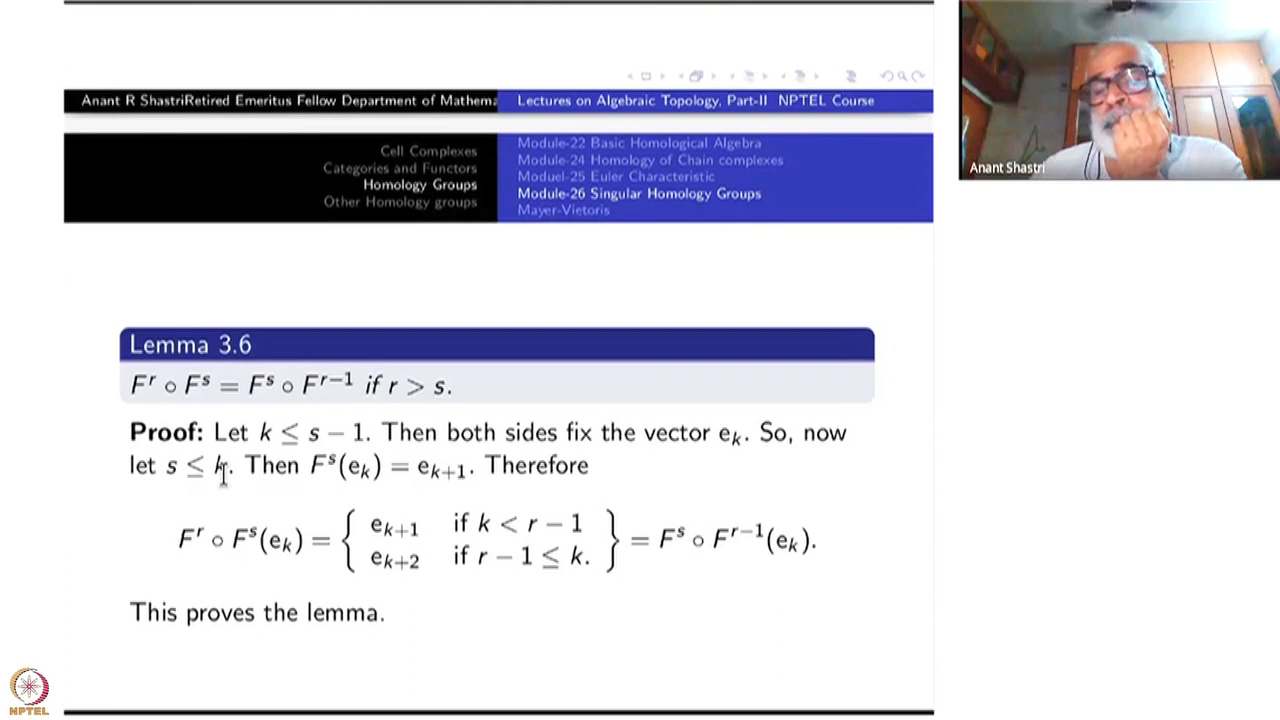 Anant R ShastriRetired Emeritus Fellow Department of Mathema
Lectures on Algebraic Topology, Part-II NPTEL Course
Cell Complexes
Categories and Functors
Homology Groups
Other Homology groups
Module-22 Basic Homological Algebra
Module-24 Homology of Chain complexes
Moduel-25 Euler Characteristic
Module-26 Singular Homology Groups
Mayer-Vietoris
Anant Shastri
Lemma 3.6
F^r ∘ F^s = F^s ∘ F^{r−1} if r > s.
Proof: Let k ≤ s − 1. Then both sides fix the vector e_k. So, now
let s ≤ k. Then F^s(e_k) = e_{k+1}. Therefore
F^r ∘ F^s(e_k) = { e_{k+1} if k < r − 1
e_{k+2} if r − 1 ≤ k. } = F^s ∘ F^{r−1}(e_k).
This proves the lemma.
NPTEL